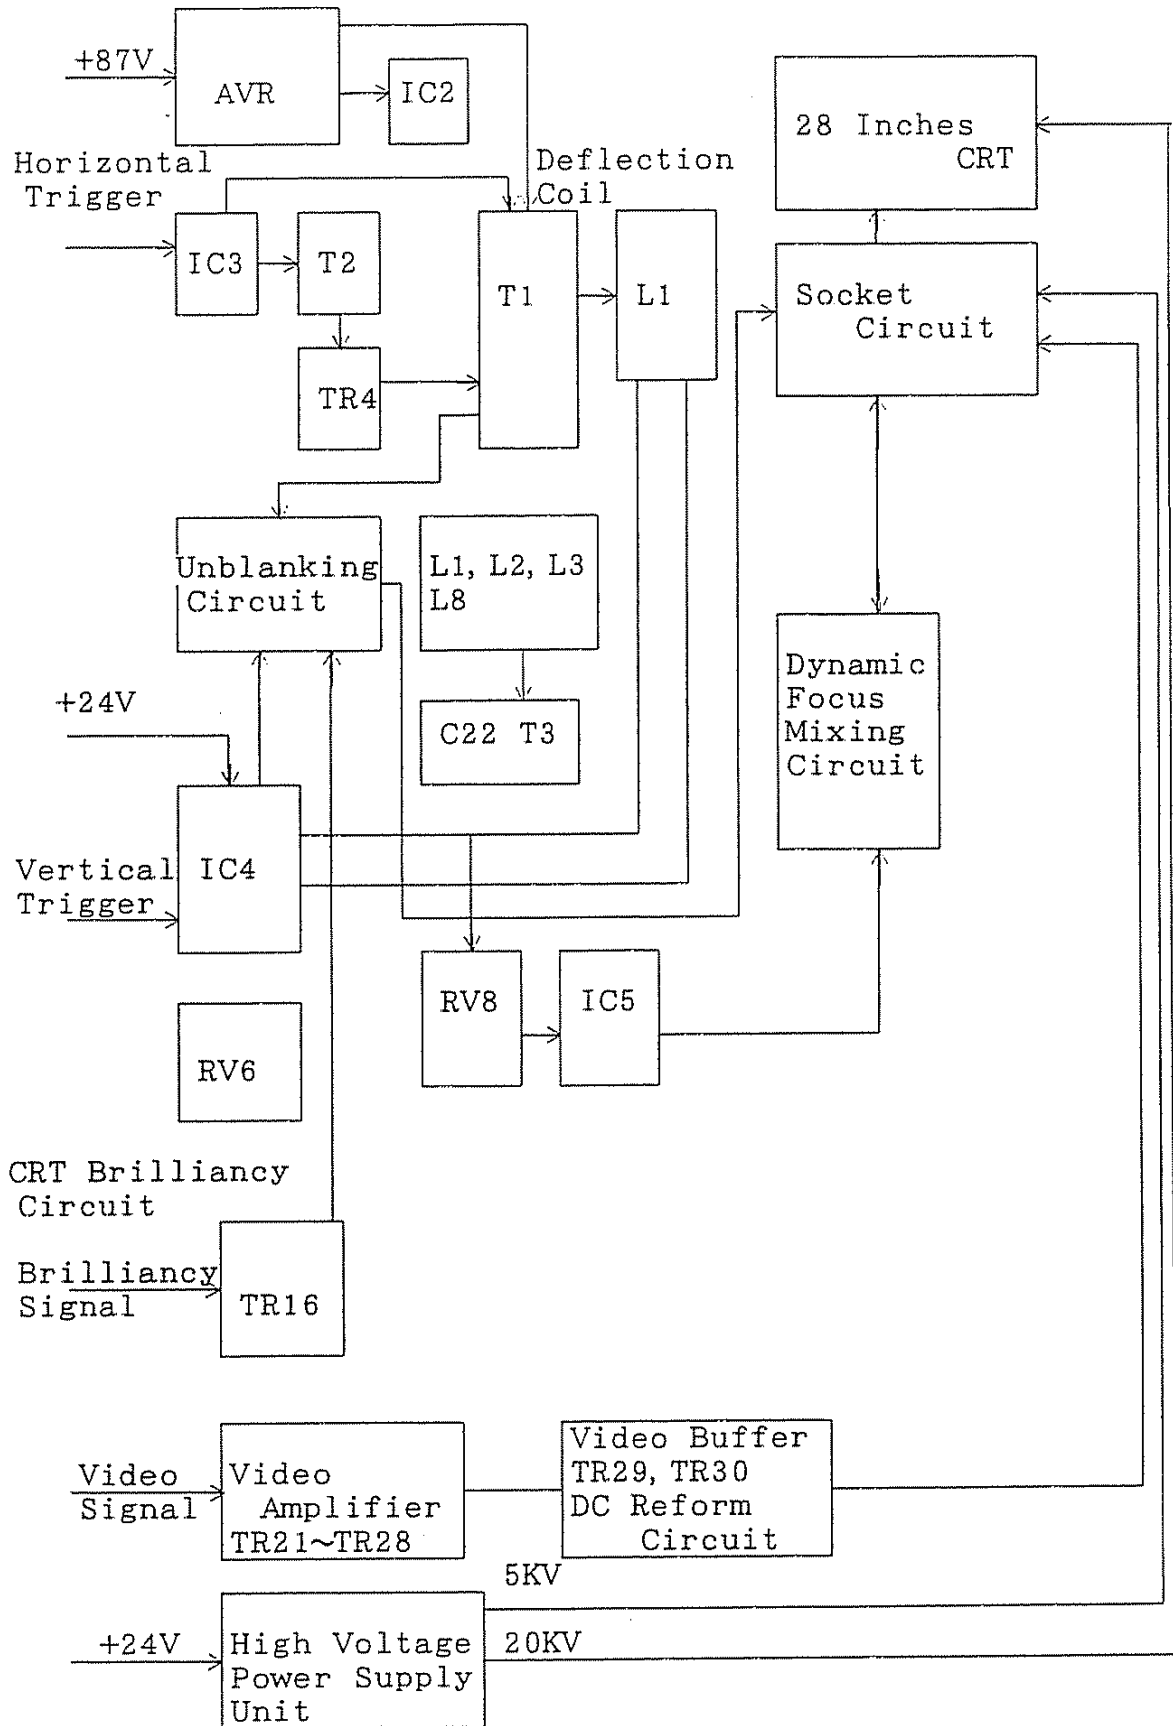 +87V
AVR
IC2
28 Inches
CRT
Horizontal
Trigger
Deflection
Coil
IC3
T2
T1
L1
Socket
Circuit
TR4
Unblanking
Circuit
L1, L2, L3
L8
Dynamic
Focus
Mixing
Circuit
+24V
C22 T3
Vertical
Trigger
IC4
RV8
IC5
RV6
CRT Brilliancy
Circuit
Brilliancy
Signal
TR16
Video
Signal
Video
Amplifier
TR21~TR28
Video Buffer
TR29, TR30
DC Reform
Circuit
5KV
+24V
High Voltage
Power Supply
Unit
20KV